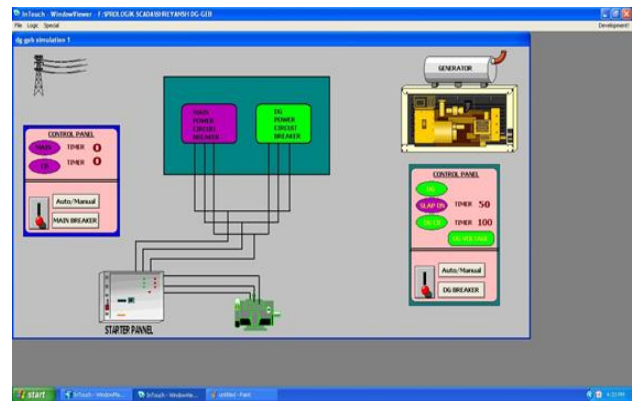 InTouch - WindowViewer - F:\PROLOGIK SCADA\SHREYANSH DG-GEB
File Logic Special
Development!
dg geb simulation 1
GENERATOR
MAIN
POWER
CIRCUIT
BREAKER
DG
POWER
CIRCUIT
BREAKER
CONTROL PANEL
MAIN TIMER 0
CB TIMER 0
Auto/Manual
MAIN BREAKER
CONTROL PANEL
DG
SLAP ON TIMER 50
DG CB TIMER 100
DG VOLTAGE
Auto/Manual
DG BREAKER
STARTER PANNEL
start
InTouch - WindowMa...
InTouch - WindowVie...
untitled - Paint